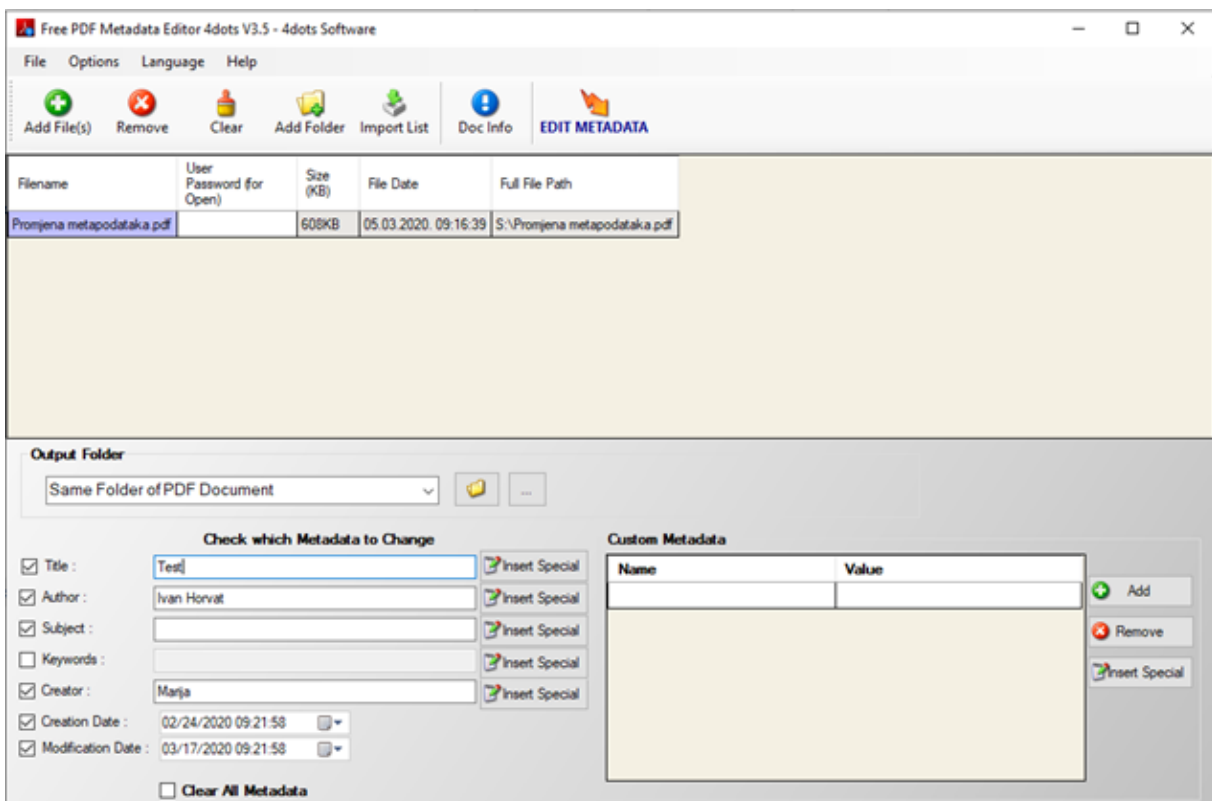 Free PDF Metadata Editor 4dots V3.5 - 4dots Software
File Options Language Help
Add File(s) Remove Clear Add Folder Import List Doc Info EDIT METADATA
Filename User Password (for Open) Size (KB) File Date Full File Path
Promjena metapodataka.pdf 608KB 05.03.2020. 09:16:39 S:\Promjena metapodataka.pdf
Output Folder
Same Folder of PDF Document ...
Check which Metadata to Change
Title : Test Insert Special
Author : Ivan Horvat Insert Special
Subject : Insert Special
Keywords : Insert Special
Creator : Marija Insert Special
Creation Date : 02/24/2020 09:21:58
Modification Date : 03/17/2020 09:21:58
Clear All Metadata
Custom Metadata
Name Value
Add
Remove
Insert Special